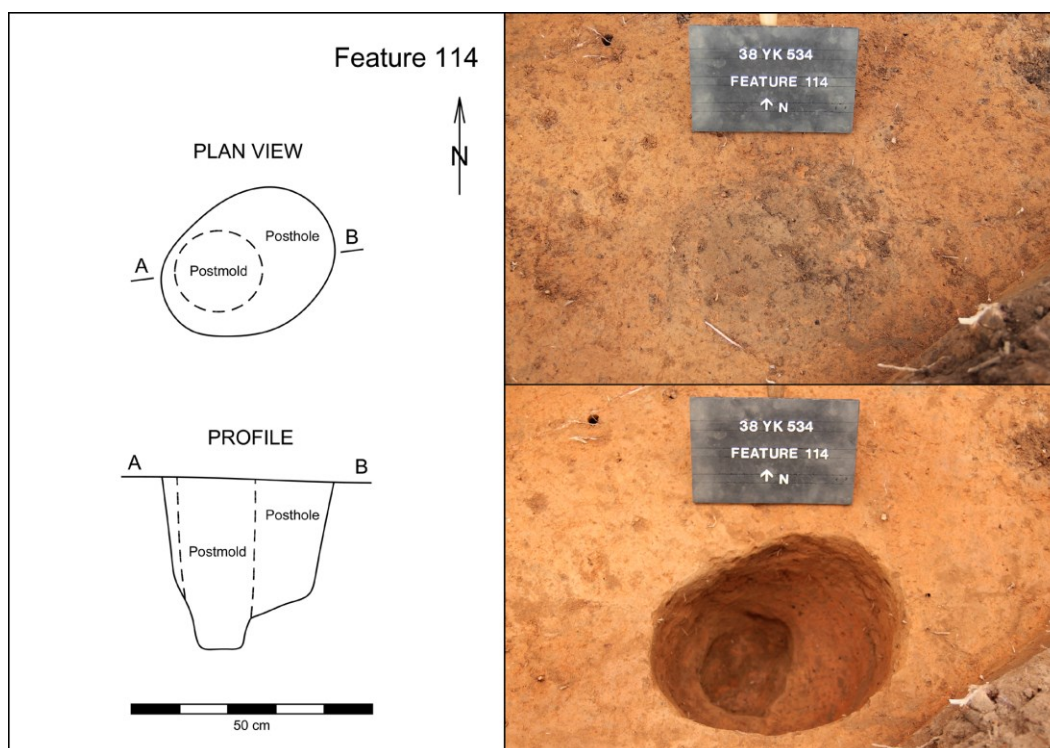 Feature 114
N
PLAN VIEW
Posthole
B
A
Postmold
PROFILE
A
B
Posthole
Postmold
50 cm
38 YK 534
FEATURE 114
↑ N
38 YK 534
FEATURE 114
↑ N